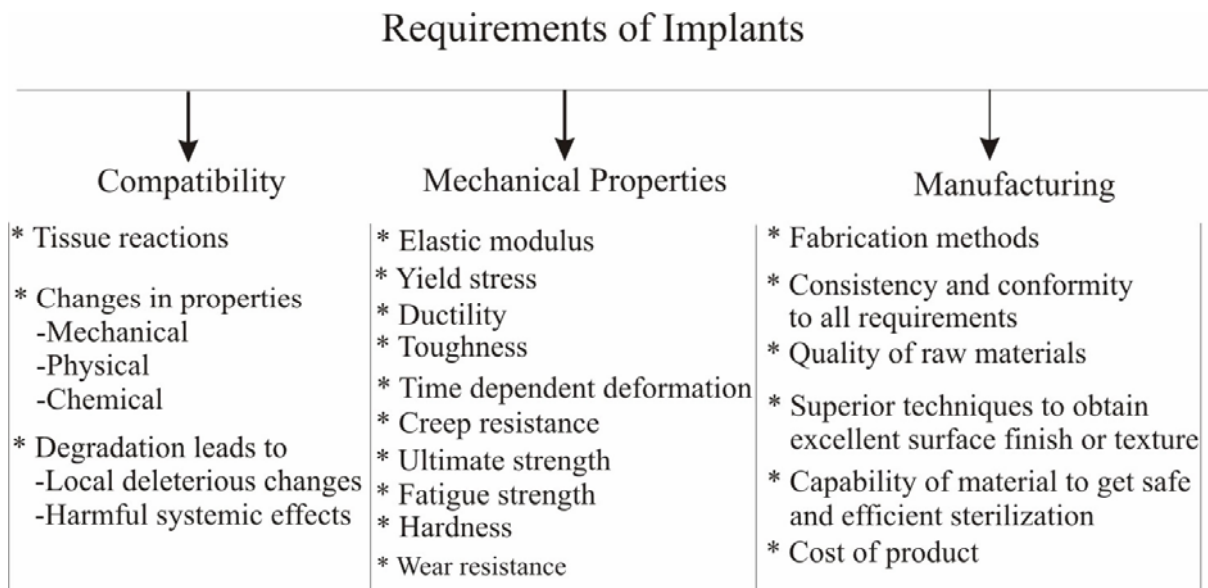 Requirements of Implants
Compatibility
* Tissue reactions
* Changes in properties
-Mechanical
-Physical
-Chemical
* Degradation leads to
-Local deleterious changes
-Harmful systemic effects
Mechanical Properties
* Elastic modulus
* Yield stress
* Ductility
* Toughness
* Time dependent deformation
* Creep resistance
* Ultimate strength
* Fatigue strength
* Hardness
* Wear resistance
Manufacturing
* Fabrication methods
* Consistency and conformity
to all requirements
* Quality of raw materials
* Superior techniques to obtain
excellent surface finish or texture
* Capability of material to get safe
and efficient sterilization
* Cost of product